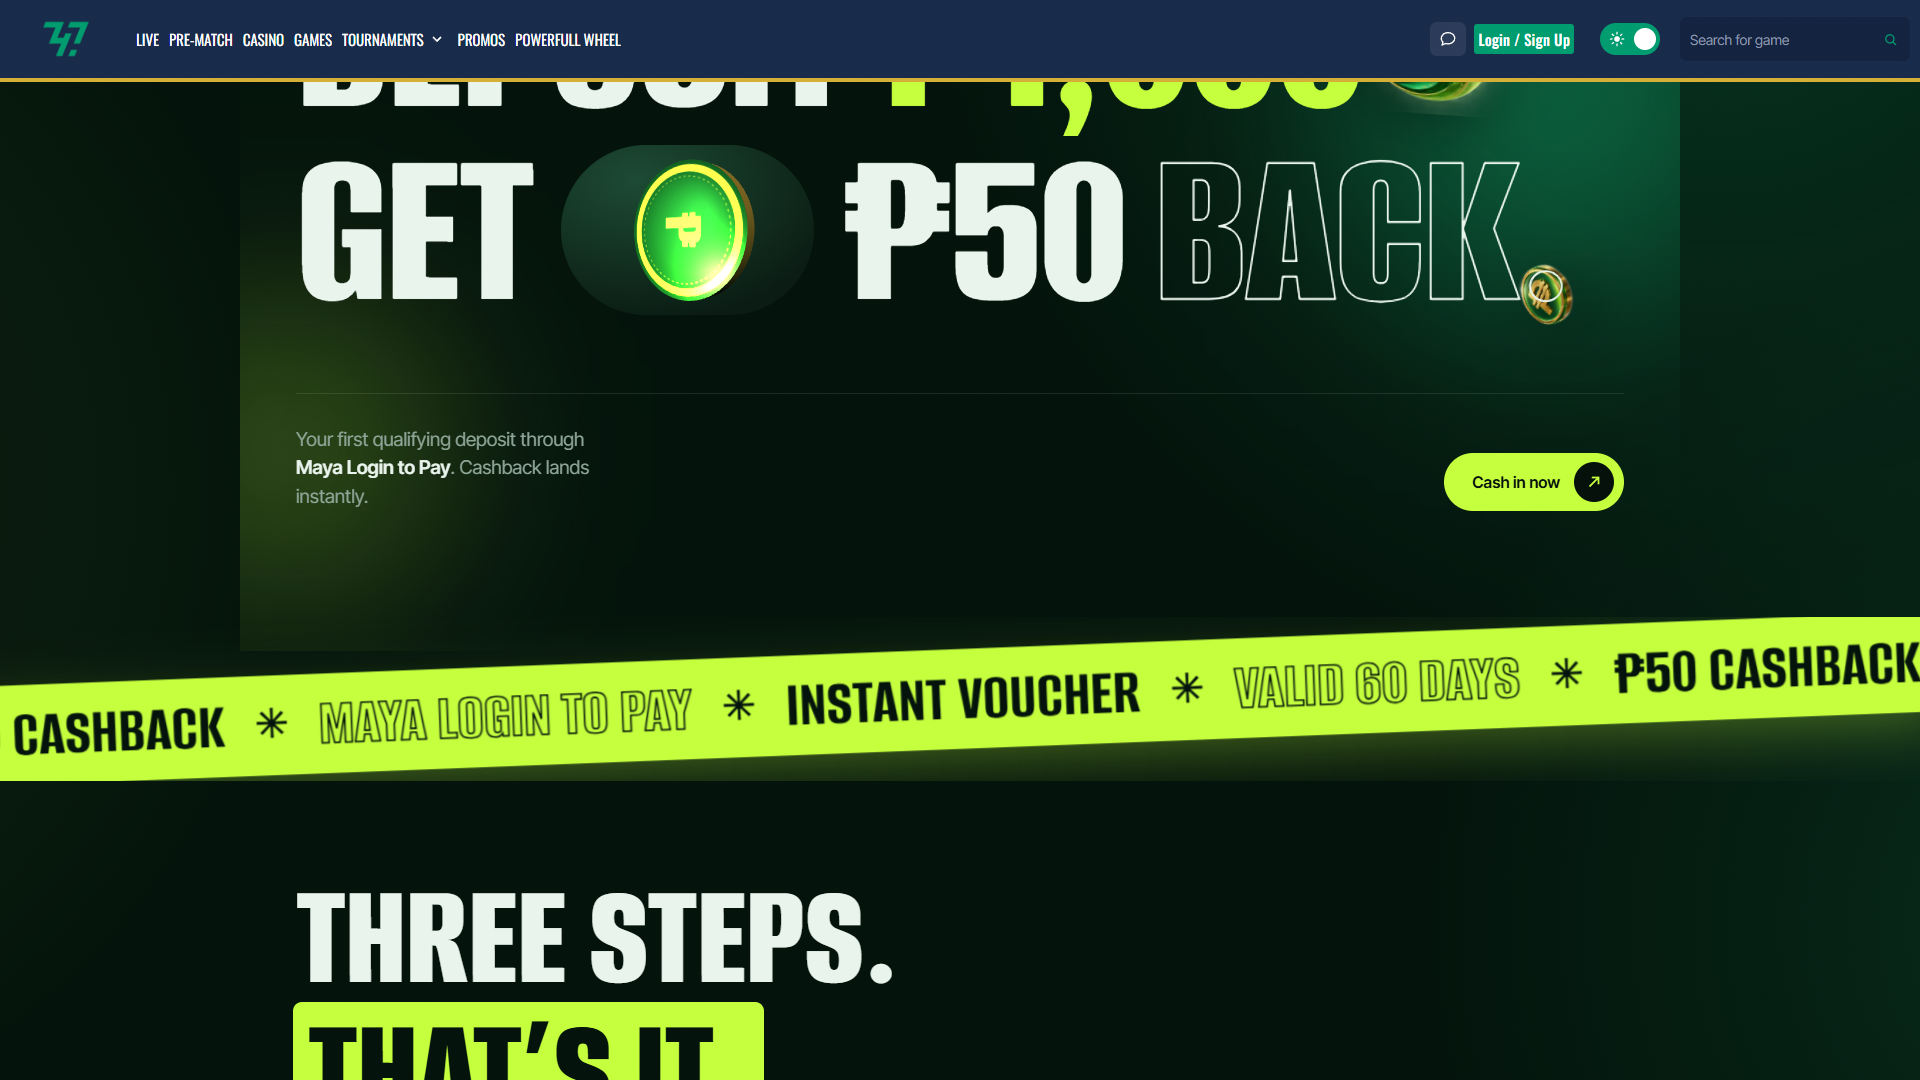 LIVE PRE-MATCH CASINO GAMES TOURNAMENTS PROMOS POWERFULL WHEEL
Login / Sign Up
Search for game
GET ₱50 BACK.
Your first qualifying deposit through
Maya Login to Pay. Cashback lands
instantly.
Cash in now
CASHBACK ✳ MAYA LOGIN TO PAY ✳ INSTANT VOUCHER ✳ VALID 60 DAYS ✳ ₱50 CASHBACK
THREE STEPS.
THAT'S IT